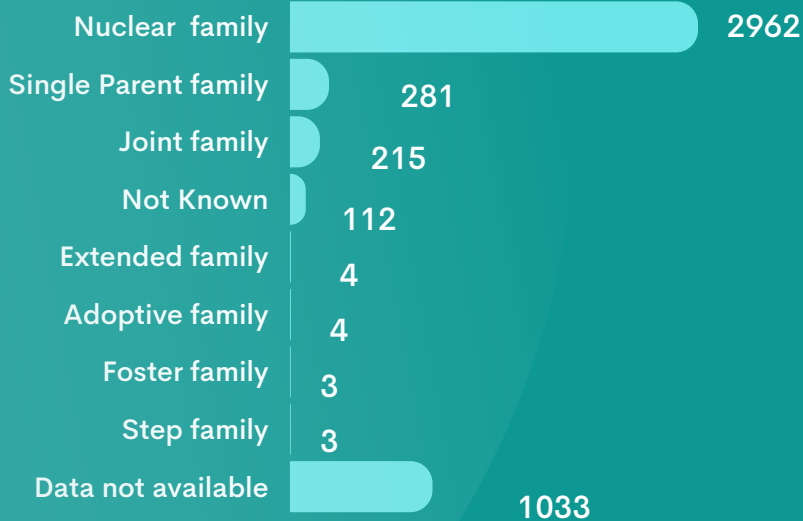 Nuclear family 2962
Single Parent family 281
Joint family 215
Not Known 112
Extended family 4
Adoptive family 4
Foster family 3
Step family 3
Data not available 1033